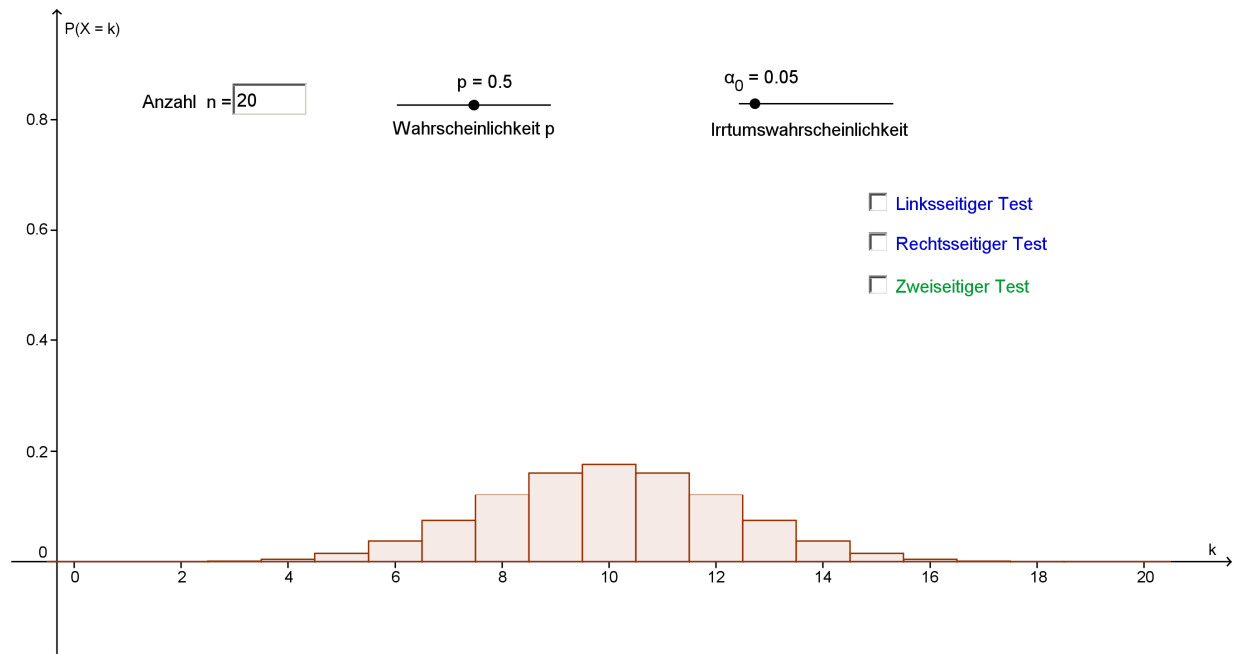 P(X = k)
Anzahl n = 20
p = 0.5
Wahrscheinlichkeit p
α0 = 0.05
Irrtumswahrscheinlichkeit
Linksseitiger Test
Rechtsseitiger Test
Zweiseitiger Test
0.8
0.6
0.4
0.2
0
k
0 2 4 6 8 10 12 14 16 18 20